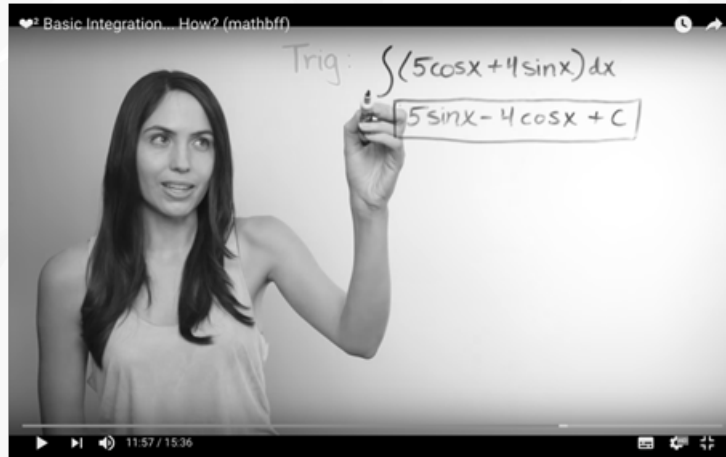 ❤² Basic Integration... How? (mathbff)
Trig: ∫(5cosx+4sinx)dx
5sinx-4cosx + C
11:57 / 15:36